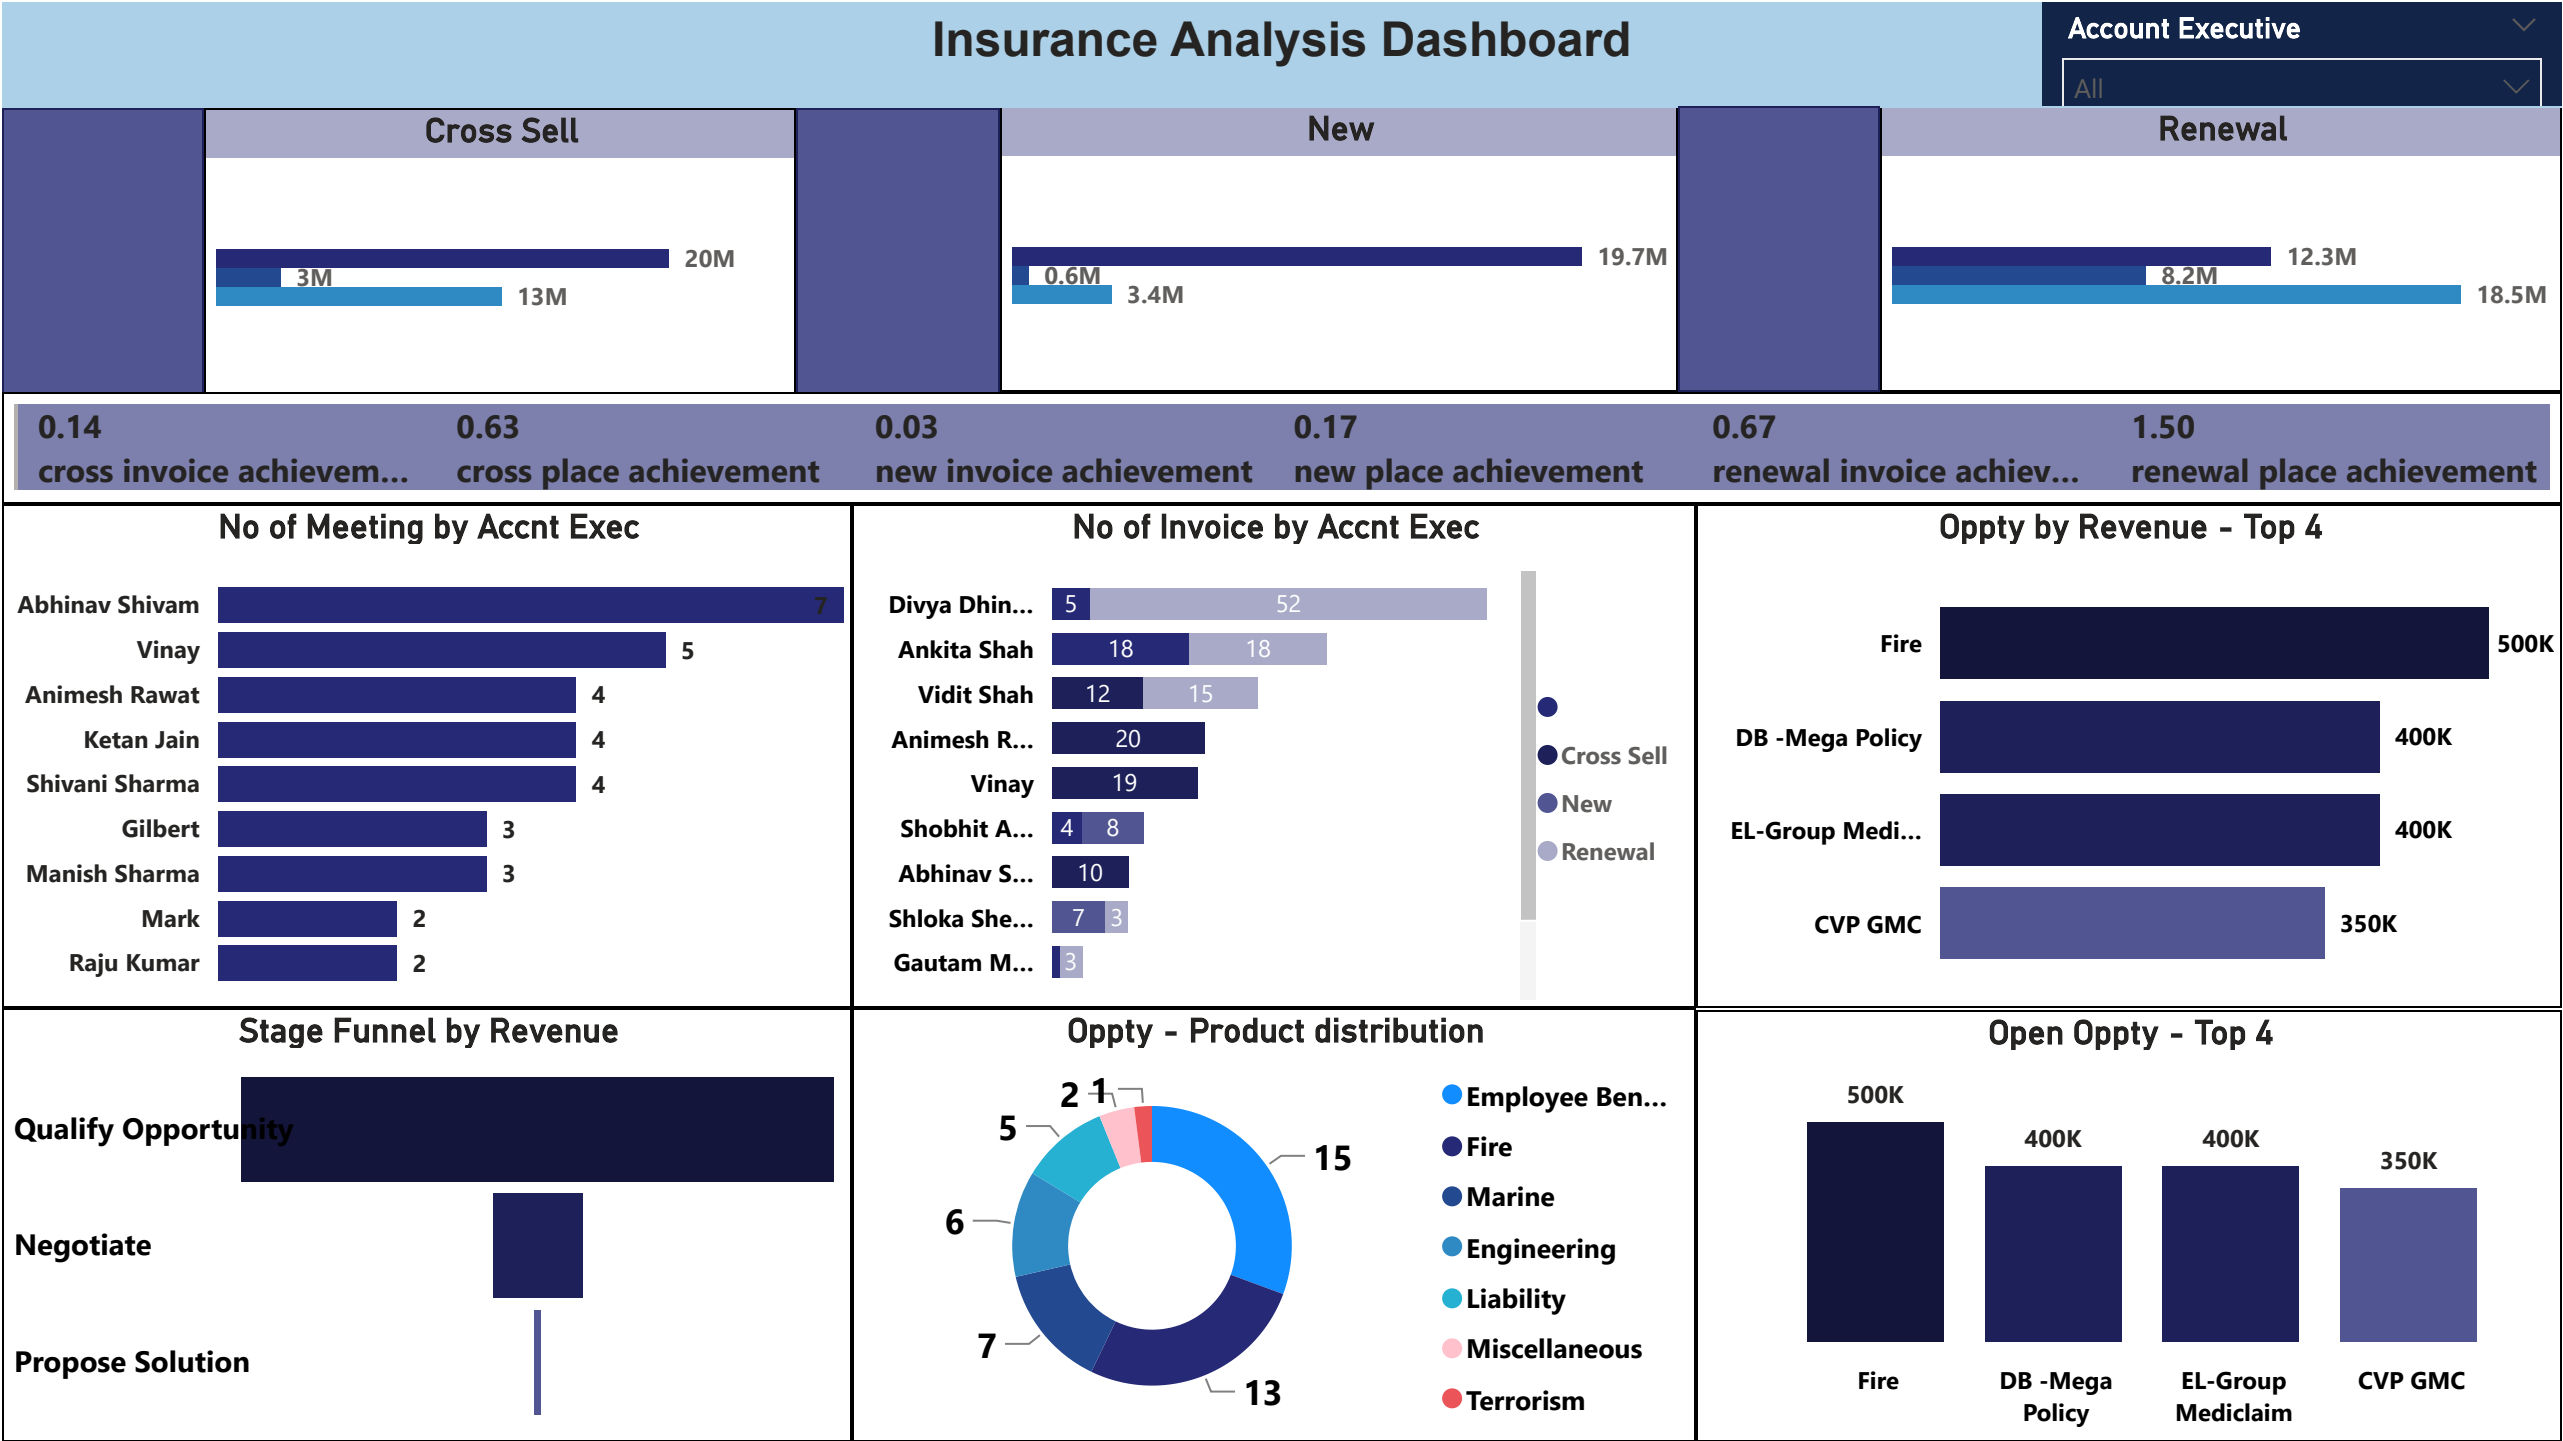 Insurance Analysis Dashboard
Account Executive
All
Cross Sell
20M
3M
13M
New
19.7M
0.6M
3.4M
Renewal
12.3M
8.2M
18.5M
0.14
cross invoice achievem...
0.63
cross place achievement
0.03
new invoice achievement
0.17
new place achievement
0.67
renewal invoice achiev...
1.50
renewal place achievement
No of Meeting by Accnt Exec
Abhinav Shivam 7
Vinay 5
Animesh Rawat 4
Ketan Jain 4
Shivani Sharma 4
Gilbert 3
Manish Sharma 3
Mark 2
Raju Kumar 2
No of Invoice by Accnt Exec
Divya Dhin... 5 52
Ankita Shah 18 18
Vidit Shah 12 15
Animesh R... 20
Vinay 19
Shobhit A... 4 8
Abhinav S... 10
Shloka She... 7 3
Gautam M... 3
Cross Sell
New
Renewal
Oppty by Revenue - Top 4
Fire 500K
DB -Mega Policy 400K
EL-Group Medi... 400K
CVP GMC 350K
Stage Funnel by Revenue
Qualify Opportunity
Negotiate
Propose Solution
Oppty - Product distribution
2 1
5
15
6
7
13
Employee Ben...
Fire
Marine
Engineering
Liability
Miscellaneous
Terrorism
Open Oppty - Top 4
500K
400K
400K
350K
Fire
DB -Mega
Policy
EL-Group
Mediclaim
CVP GMC